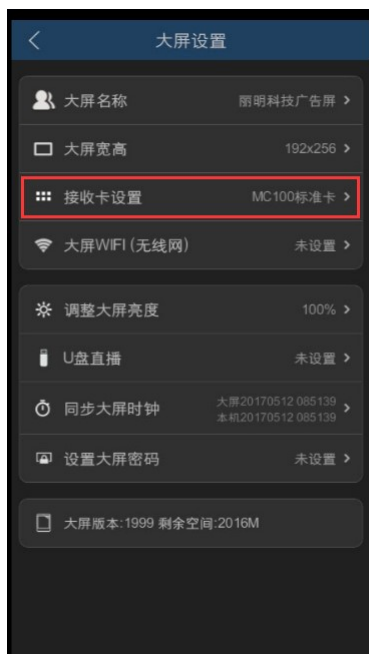 大屏设置
大屏名称 丽明科技广告屏
大屏宽高 192x256
接收卡设置 MC100标准卡
大屏WIFI (无线网) 未设置
调整大屏亮度 100%
U盘直播 未设置
同步大屏时钟 大屏20170512 085139
本机20170512 085139
设置大屏密码 未设置
大屏版本:1999 剩余空间:2016M